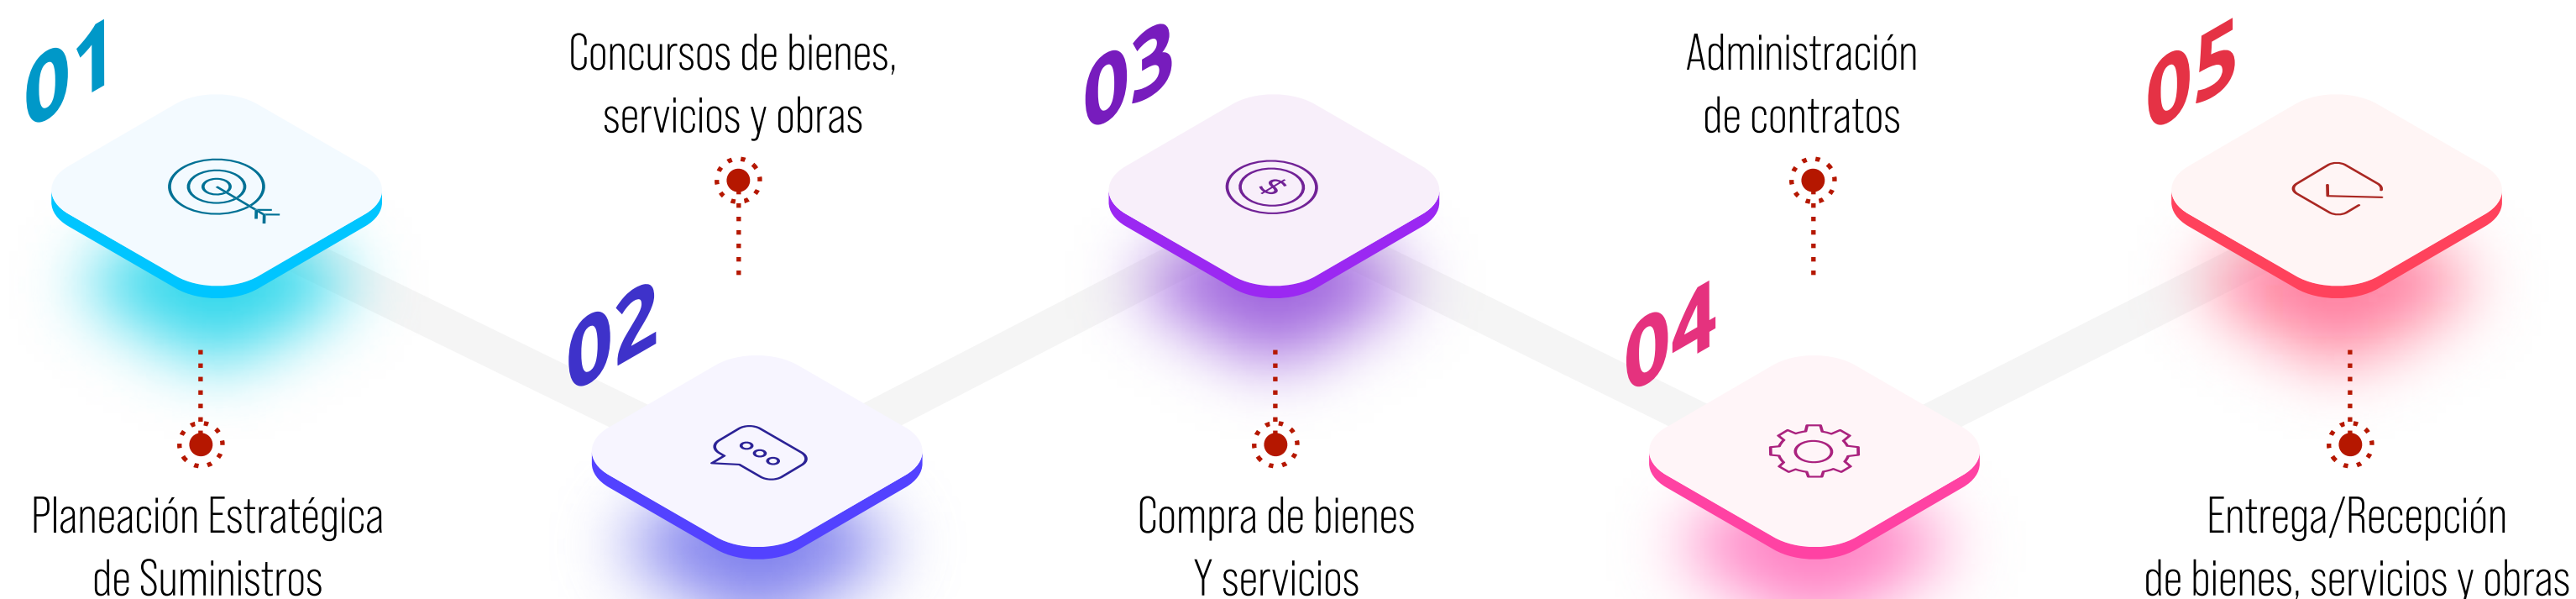 01
Planeación Estratégica
de Suministros
02
Concursos de bienes,
servicios y obras
03
Compra de bienes
Y servicios
04
Administración
de contratos
05
Entrega/Recepción
de bienes, servicios y obras